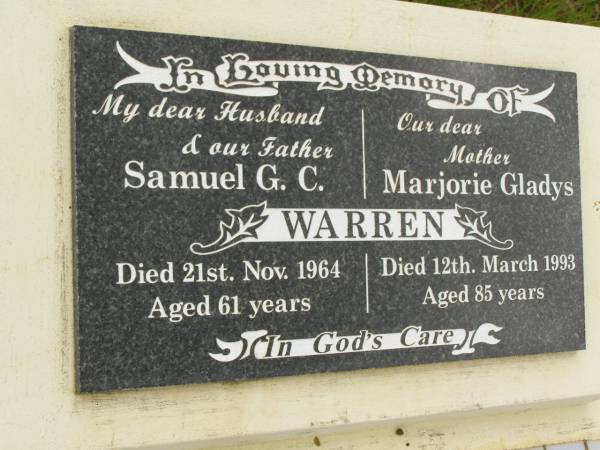 In Loving Memory OF
My dear Husband
& our Father
Samuel G. C.
Our dear
Mother
Marjorie Gladys
WARREN
Died 21st. Nov. 1964
Aged 61 years
Died 12th. March 1993
Aged 85 years
In God's Care